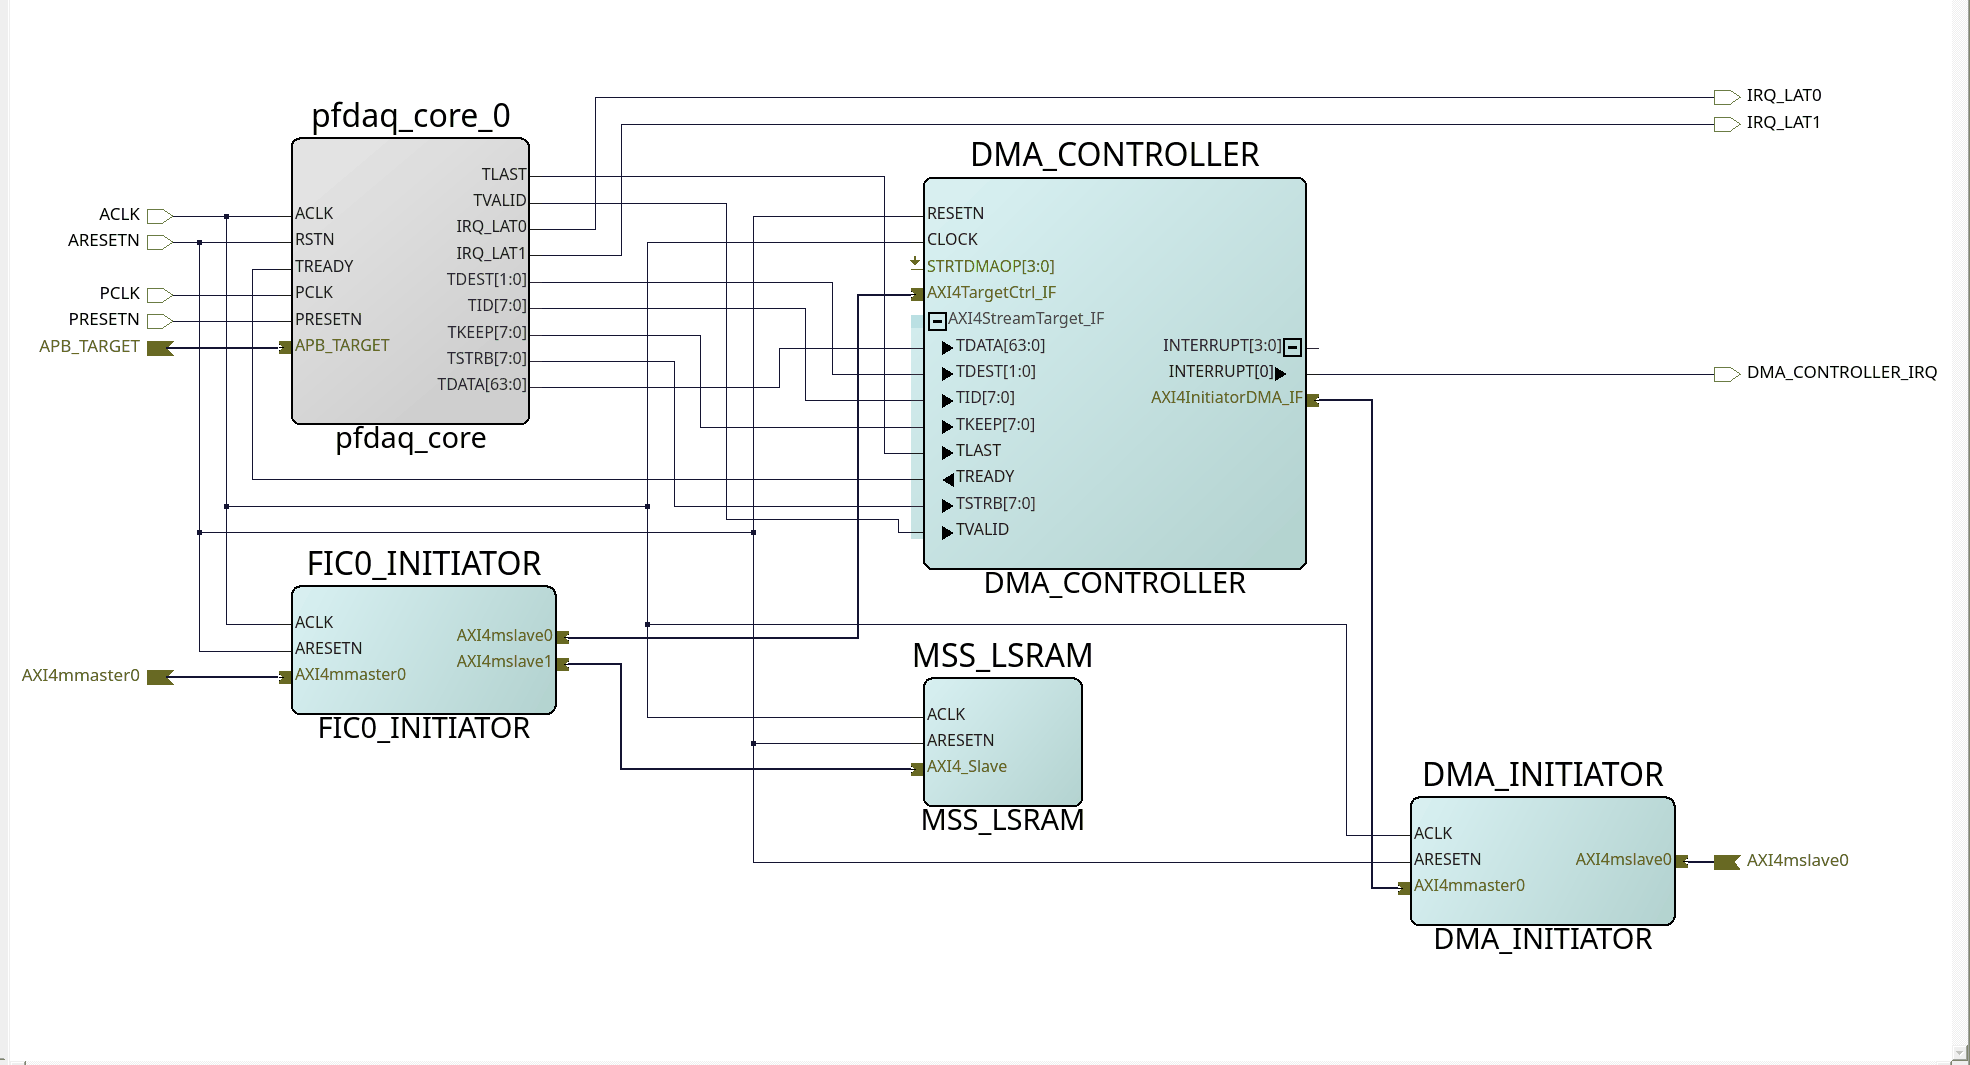 IRQ_LAT0
IRQ_LAT1
pfdaq_core_0
TLAST
TVALID
IRQ_LAT0
IRQ_LAT1
TDEST[1:0]
TID[7:0]
TKEEP[7:0]
TSTRB[7:0]
TDATA[63:0]
ACLK
RSTN
TREADY
PCLK
PRESETN
APB_TARGET
pfdaq_core
ACLK
ARESETN
PCLK
PRESETN
APB_TARGET
DMA_CONTROLLER
RESETN
CLOCK
STRTDMAOP[3:0]
AXI4TargetCtrl_IF
AXI4StreamTarget_IF
TDATA[63:0]
TDEST[1:0]
TID[7:0]
TKEEP[7:0]
TLAST
TREADY
TSTRB[7:0]
TVALID
INTERRUPT[3:0]
INTERRUPT[0]
AXI4InitiatorDMA_IF
DMA_CONTROLLER
DMA_CONTROLLER_IRQ
FIC0_INITIATOR
ACLK
ARESETN
AXI4mmaster0
AXI4mslave0
AXI4mslave1
FIC0_INITIATOR
AXI4mmaster0
MSS_LSRAM
ACLK
ARESETN
AXI4_Slave
MSS_LSRAM
DMA_INITIATOR
ACLK
ARESETN
AXI4mmaster0
AXI4mslave0
DMA_INITIATOR
AXI4mslave0